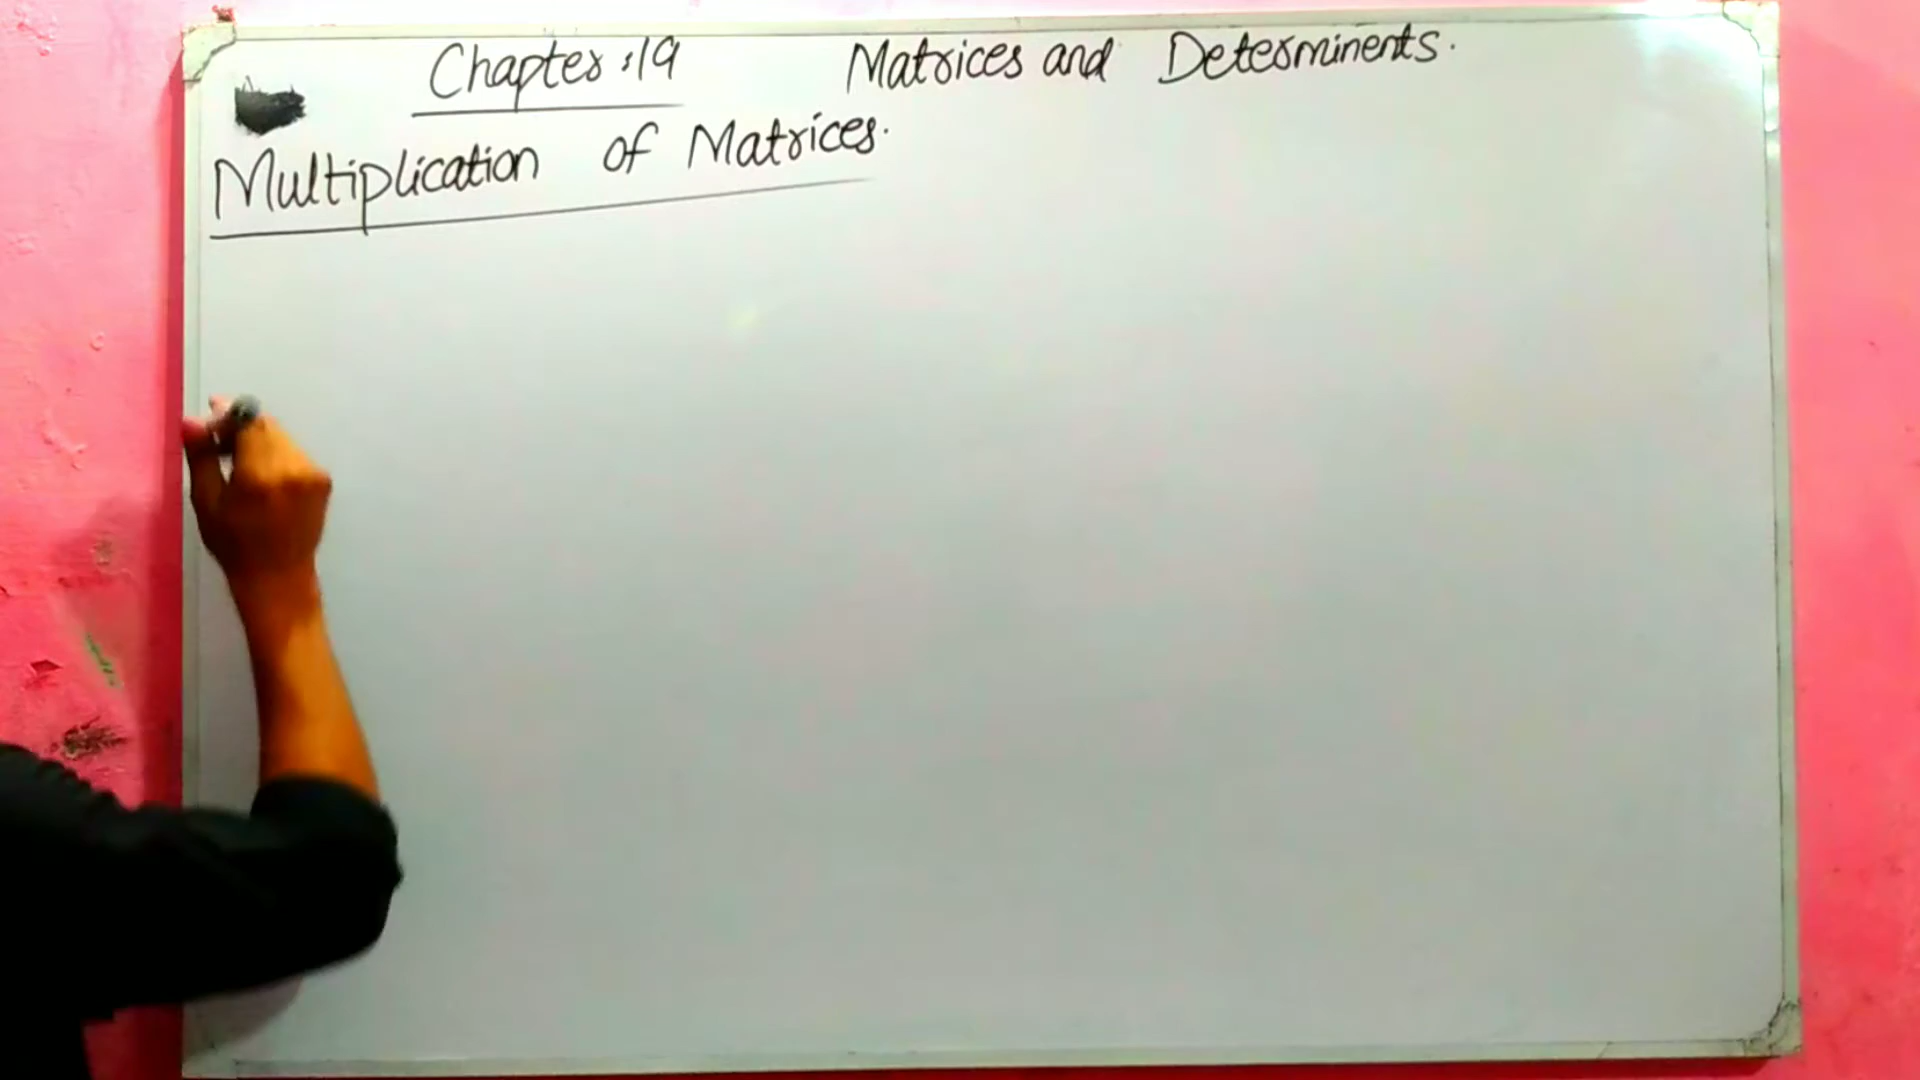 Chapter :19 Matrices and Determinents.
Multiplication of Matrices.